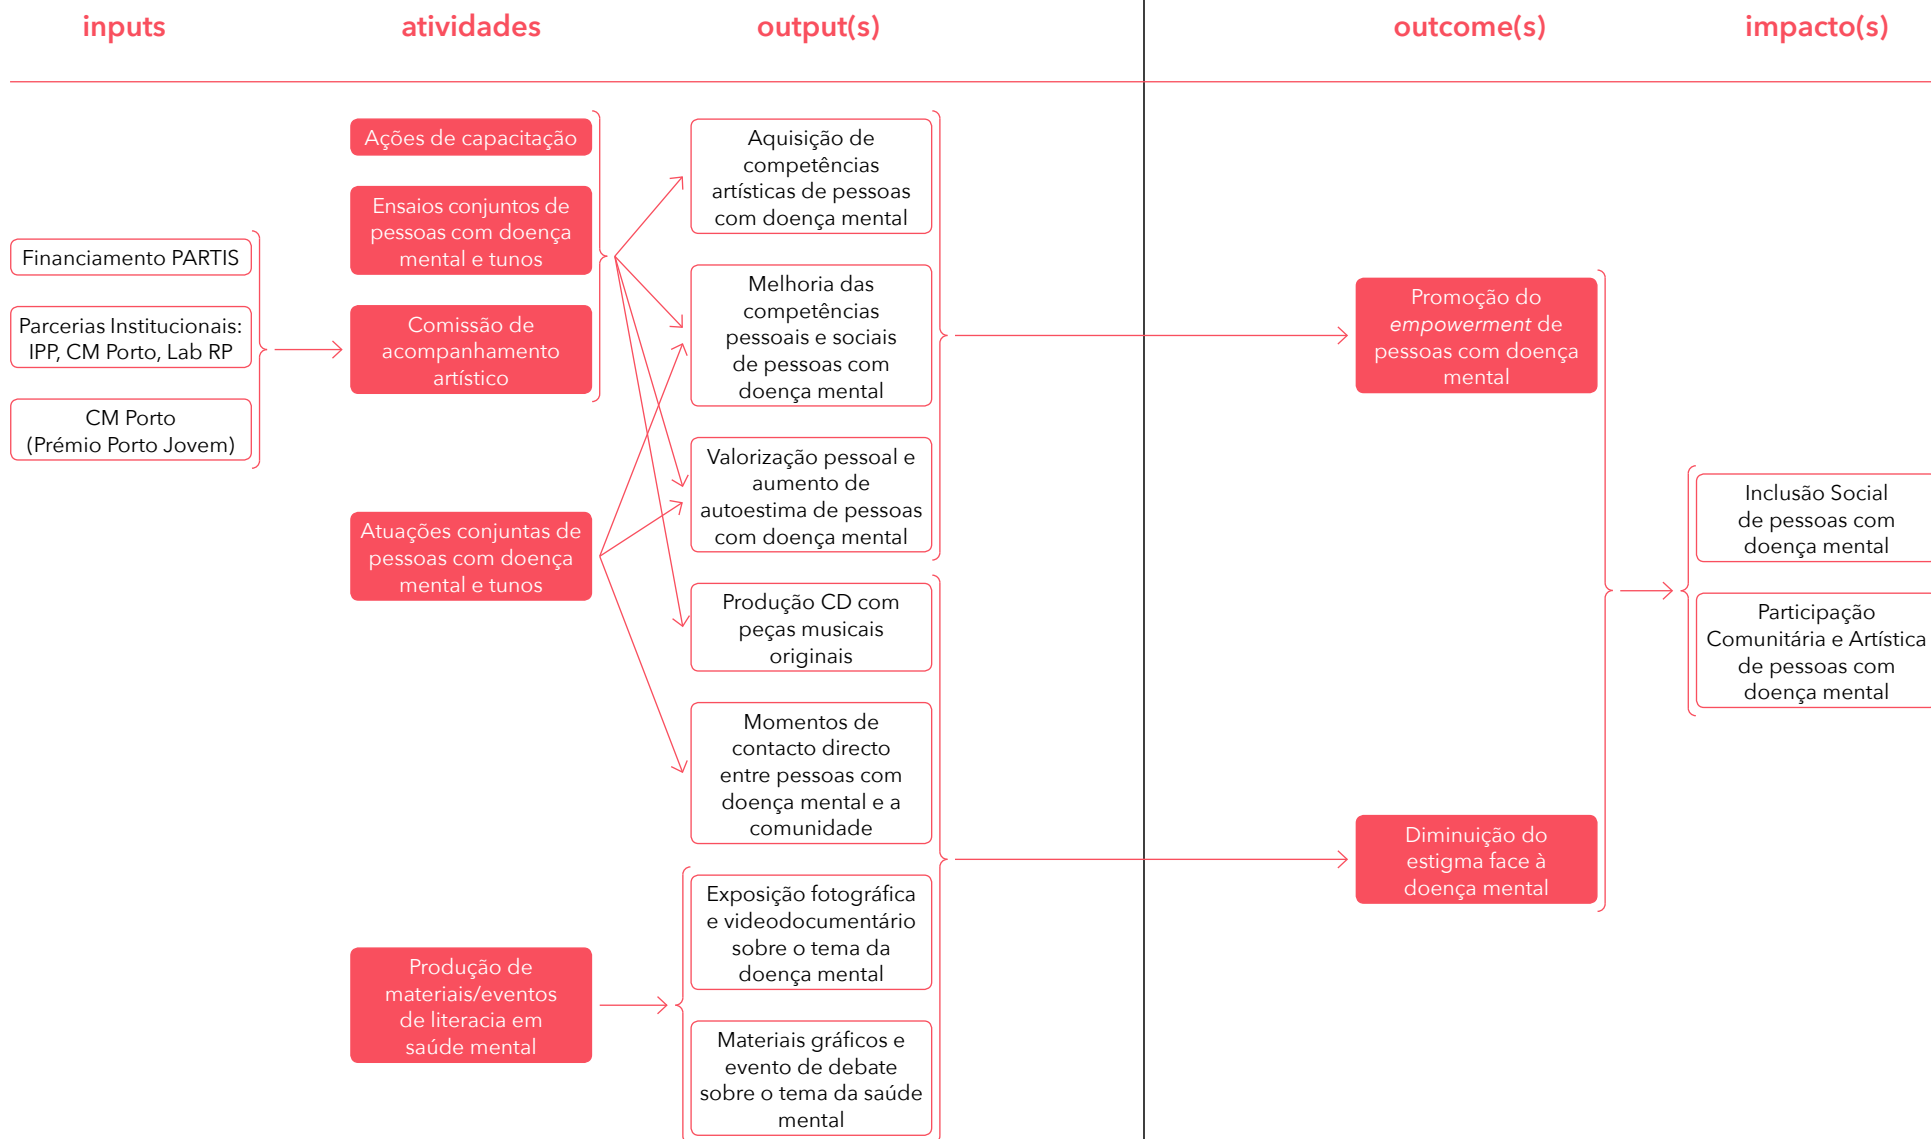 inputs
atividades
output(s)
outcome(s)
impacto(s)
Financiamento PARTIS
Parcerias Institucionais:
IPP, CM Porto, Lab RP
CM Porto
(Prémio Porto Jovem)
Ações de capacitação
Ensaios conjuntos de
pessoas com doença
mental e tunos
Comissão de
acompanhamento
artístico
Atuações conjuntas de
pessoas com doença
mental e tunos
Produção de
materiais/eventos
de literacia em
saúde mental
Aquisição de
competências
artísticas de pessoas
com doença mental
Melhoria das
competências
pessoais e sociais
de pessoas com
doença mental
Valorização pessoal e
aumento de
autoestima de pessoas
com doença mental
Produção CD com
peças musicais
originais
Momentos de
contacto directo
entre pessoas com
doença mental e a
comunidade
Exposição fotográfica
e videodocumentário
sobre o tema da
doença mental
Materiais gráficos e
evento de debate
sobre o tema da saúde
mental
Promoção do
empowerment de
pessoas com doença
mental
Diminuição do
estigma face à
doença mental
Inclusão Social
de pessoas com
doença mental
Participação
Comunitária e Artística
de pessoas com
doença mental